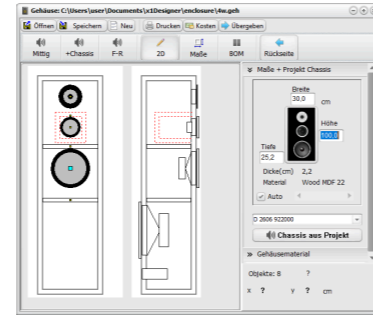 Gehäuse: C:\Users\user\Documents\x1Designer\enclosure\4w.geh
Öffnen Speichern Neu Drucken Kosten Übergeben
Mittig +Chassis F-R 2D Maße BOM Rückseite
Maße + Projekt Chassis
Breite
30,0 cm
Höhe
100,0
Tiefe
25,2
Dicke(cm) 2,2
Material Wood MDF 22
Auto
D 2606 922000
Chassis aus Projekt
Gehäusematerial
Objekte: 8 ?
x ? y ? cm